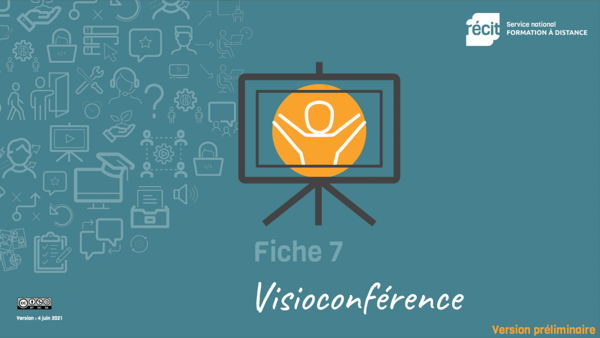 récit
Service national
FORMATION À DISTANCE
Fiche 7
Visioconférence
Version : 4 juin 2021
Version préliminaire